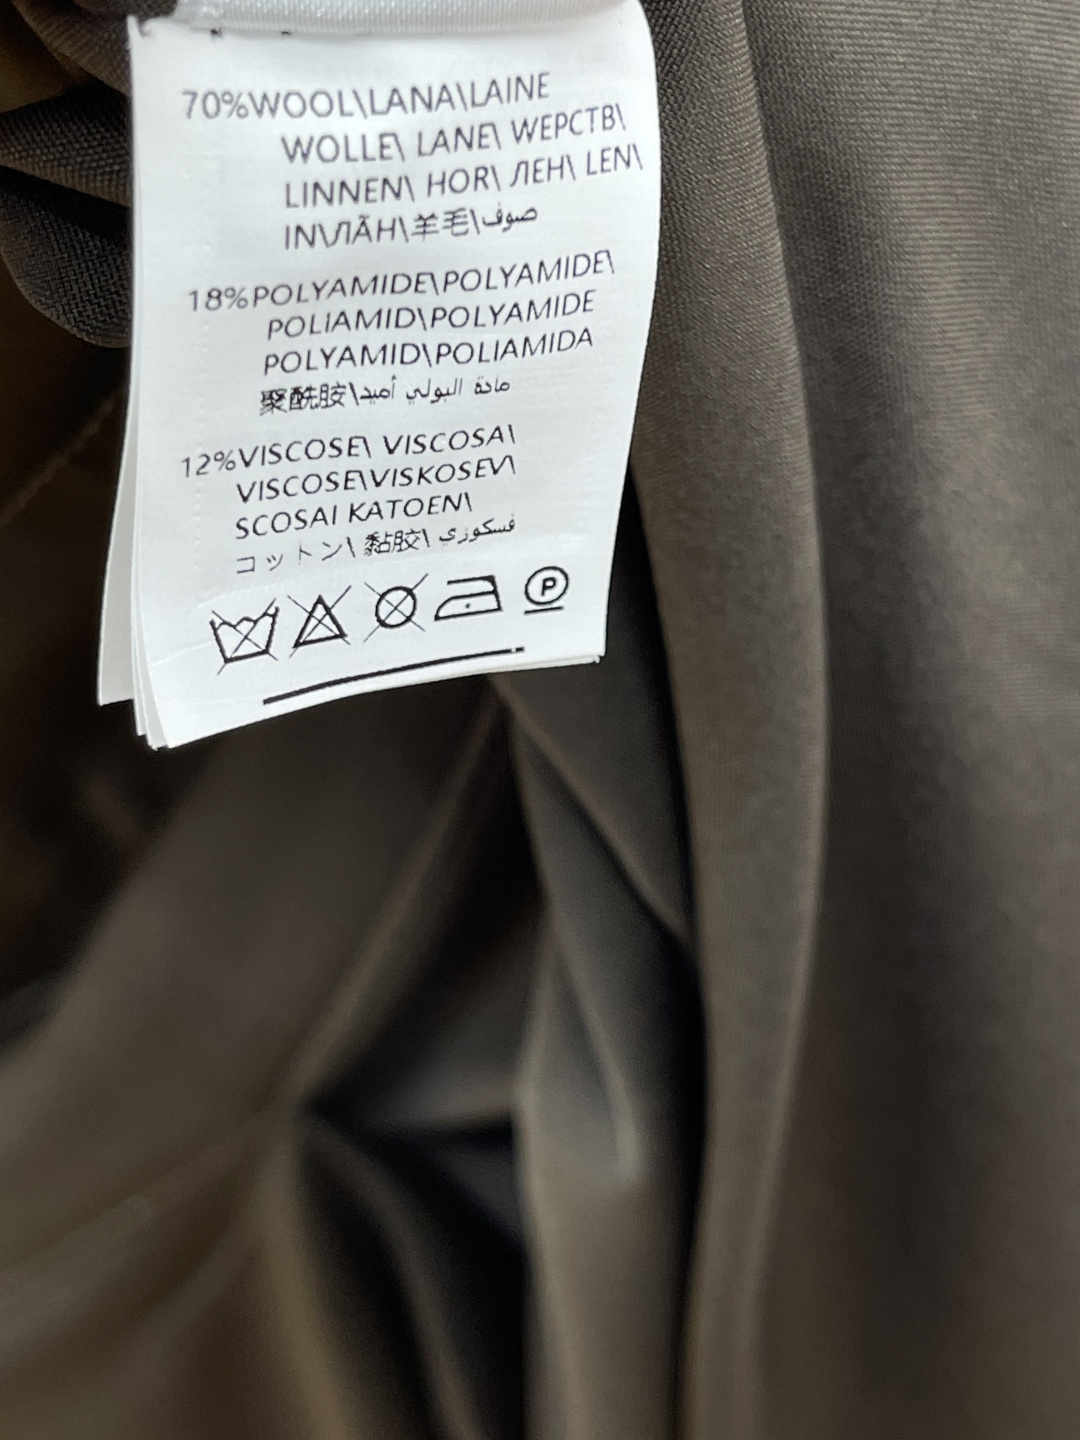 70%WOOL\LANA\LAINE
WOLLE\ LANE\ WEPCTB\
LINNEN\ HOR\ ЛЕН\ LEN\
IN\ЛÃH\羊毛\صوف
18%POLYAMIDE\POLYAMIDE\
POLiAMID\POLYAMIDE
POLYAMID\POLIAMIDA
聚酰胺\مادة البولي أميد
12%VISCOSE\ VISCOSA\
VISCOSE\VISKOSEV\
SCOSAI KATOEN\
コットン\ 黏胶\ فسكوزي
P